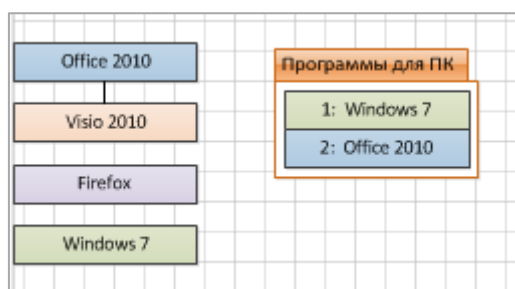 Office 2010
Visio 2010
Firefox
Windows 7
Программы для ПК
1: Windows 7
2: Office 2010